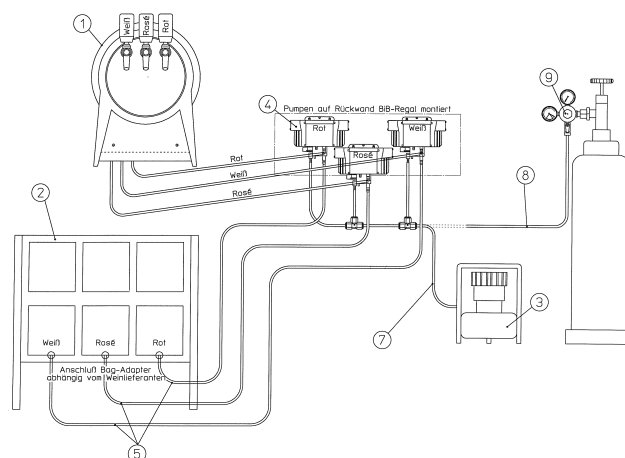 1
Weiß
Rosé
Rot
9
4
Pumpen auf Rückwand BiB-Regal montiert
Rot
Weiß
Rosé
Rot
Weiß
Rosé
8
2
3
7
Weiß
Rosé
Rot
Anschluß Bag-Adapter
abhängig vom Weinlieferanten
5